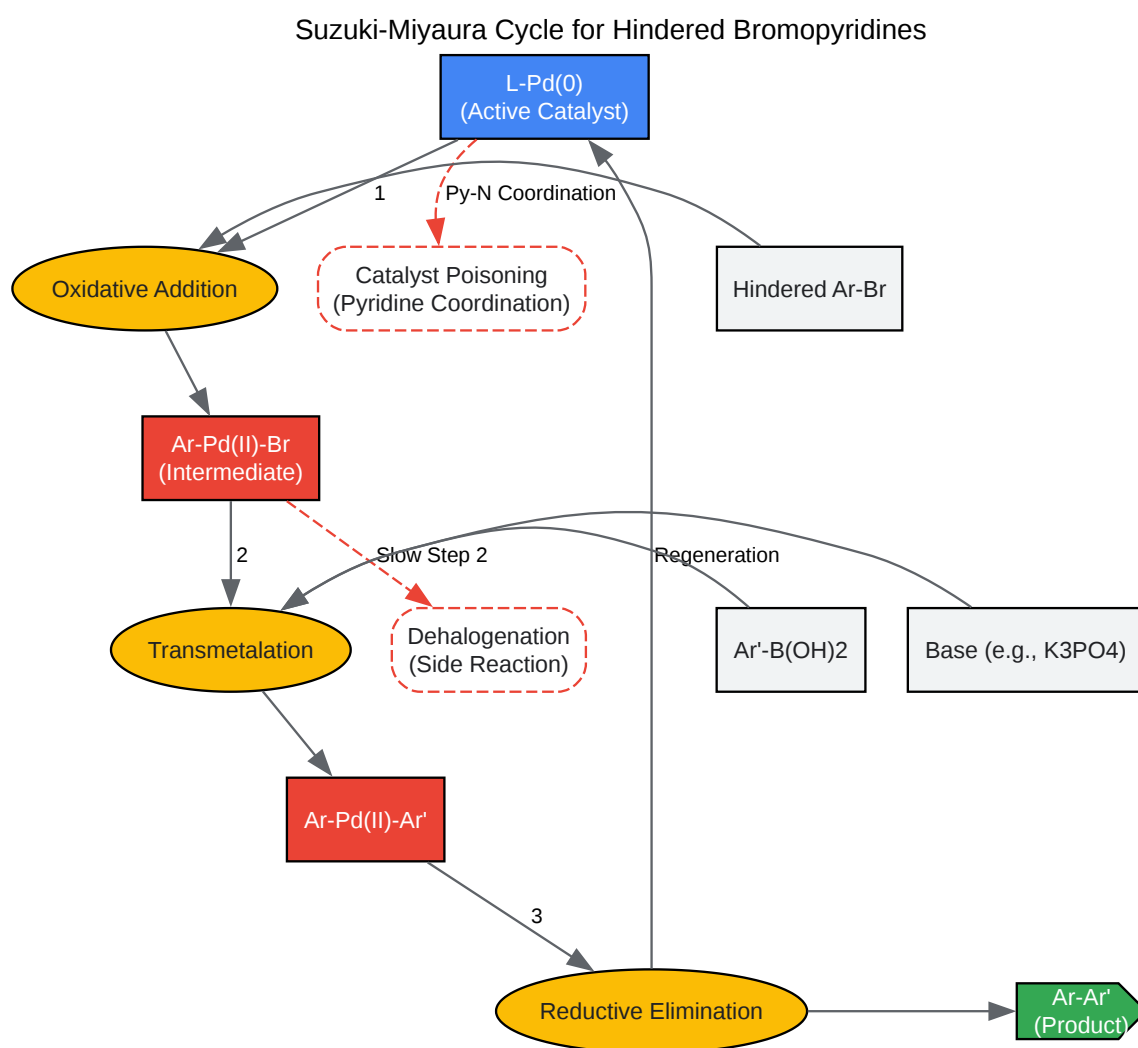 Suzuki-Miyaura Cycle for Hindered Bromopyridines
L-Pd(0)
(Active Catalyst)
1
Py-N Coordination
Oxidative Addition
Catalyst Poisoning
(Pyridine Coordination)
Hindered Ar-Br
Ar-Pd(II)-Br
(Intermediate)
2
Slow Step 2
Regeneration
Transmetalation
Dehalogenation
(Side Reaction)
Ar'-B(OH)2
Base (e.g., K3PO4)
Ar-Pd(II)-Ar'
3
Reductive Elimination
Ar-Ar'
(Product)